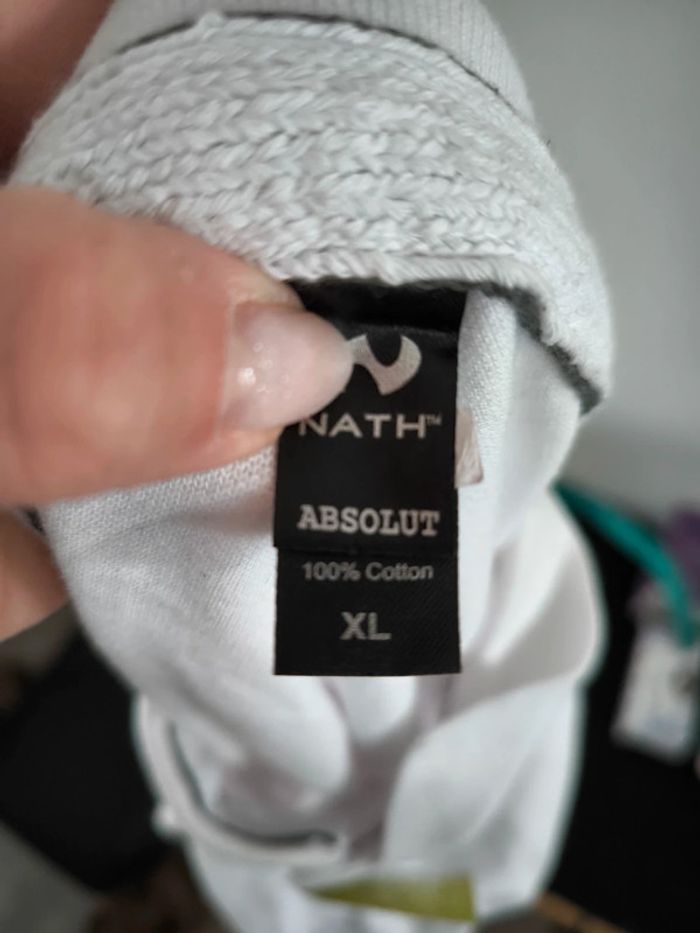 NATH™
ABSOLUT
100% Cotton
XL